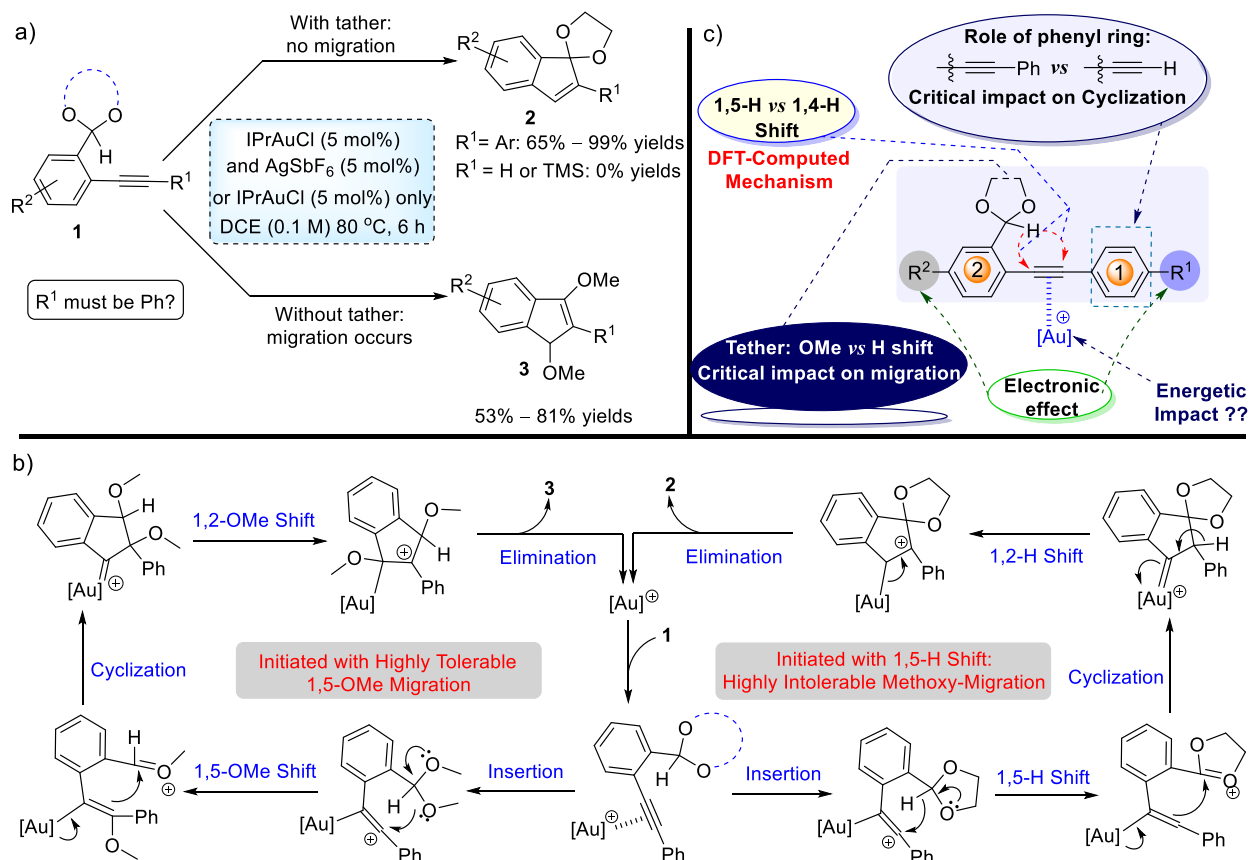 a)
With tather:
no migration
R2
R1
2
R1= Ar: 65% – 99% yields
R1 = H or TMS: 0% yields
O
O
H
R2
R1
1
IPrAuCl (5 mol%)
and AgSbF6 (5 mol%)
or IPrAuCl (5 mol%) only
DCE (0.1 M) 80 oC, 6 h
R1 must be Ph?
Without tather:
migration occurs
R2
OMe
R1
OMe
3
53% – 81% yields
c)
Role of phenyl ring:
Ph vs H
Critical impact on Cyclization
1,5-H vs 1,4-H
Shift
DFT-Computed
Mechanism
O
O
H
R2
2
1
R1
[Au]
Tether: OMe vs H shift
Critical impact on migration
Electronic
effect
Energetic
Impact ??
b)
O
H
O
Ph
[Au]
1,2-OMe Shift
O
O
H
Ph
[Au]
3
Elimination
2
Elimination
[Au]
1
O
O
Ph
[Au]
1,2-H Shift
O
O
H
Ph
[Au]
Cyclization
Initiated with Highly Tolerable
1,5-OMe Migration
Initiated with 1,5-H Shift:
Highly Intolerable Methoxy-Migration
Cyclization
H
O
Ph
[Au]
O
1,5-OMe Shift
O
H
O
[Au]
Ph
Insertion
O
H
O
[Au]
Ph
Insertion
O
H
O
[Au]
Ph
1,5-H Shift
O
O
[Au]
Ph